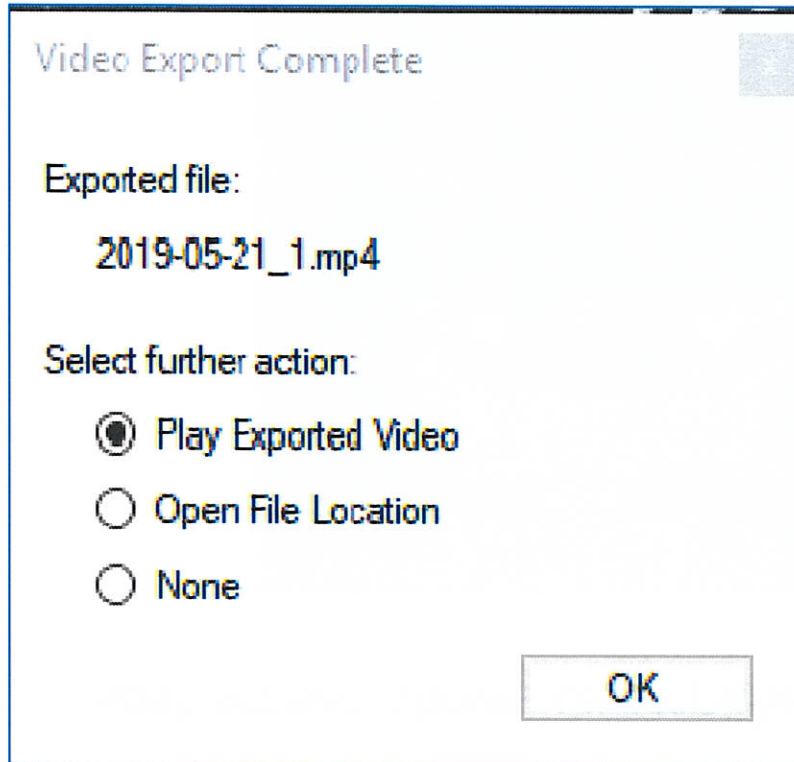 Video Export Complete
Exported file:
2019-05-21_1.mp4
Select further action:
Play Exported Video
Open File Location
None
OK